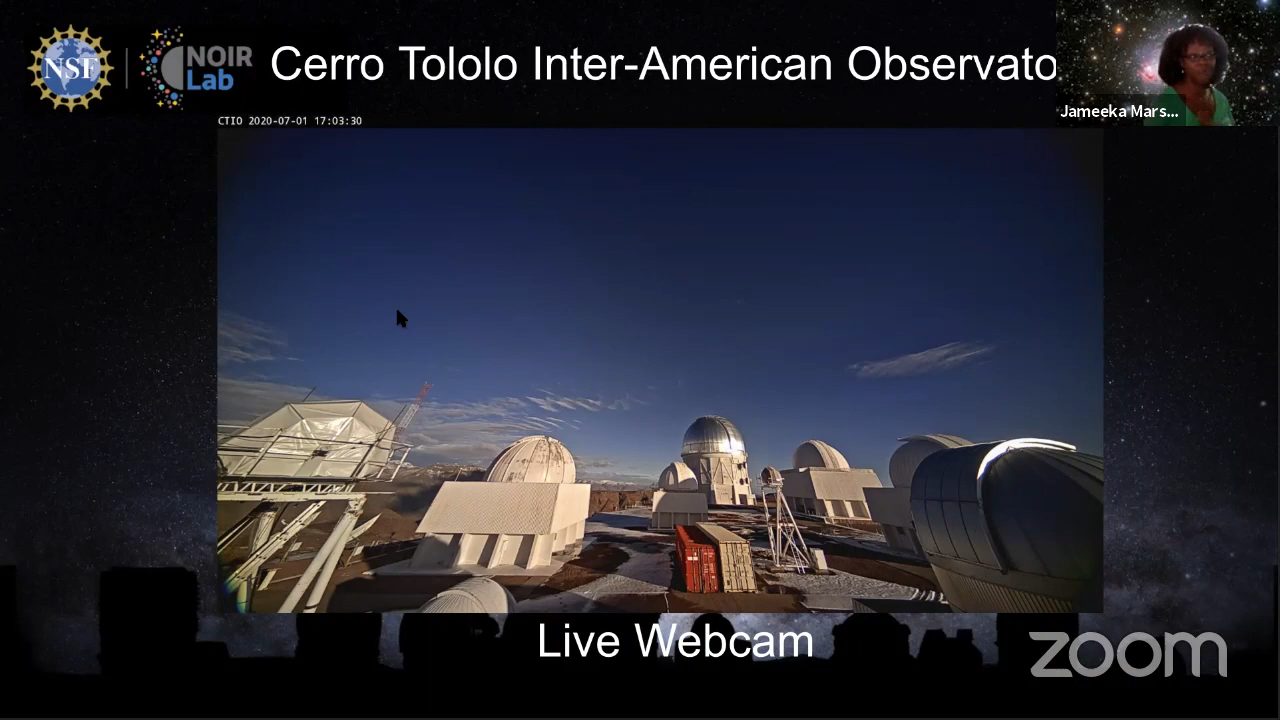 NSF
NOIR
Lab
Cerro Tololo Inter-American Observato
Jameeka Mars...
CTIO 2020-07-01 17:03:30
Live Webcam
zoom